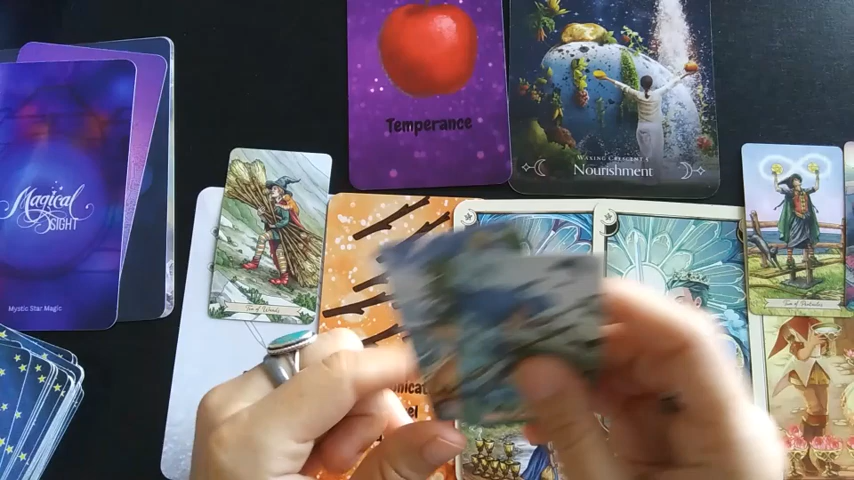 Temperance
WAXING CRESCENT
Nourishment
Magical
SIGHT
Mystic Star Magic
Ten of Wands
Two of Pentacles